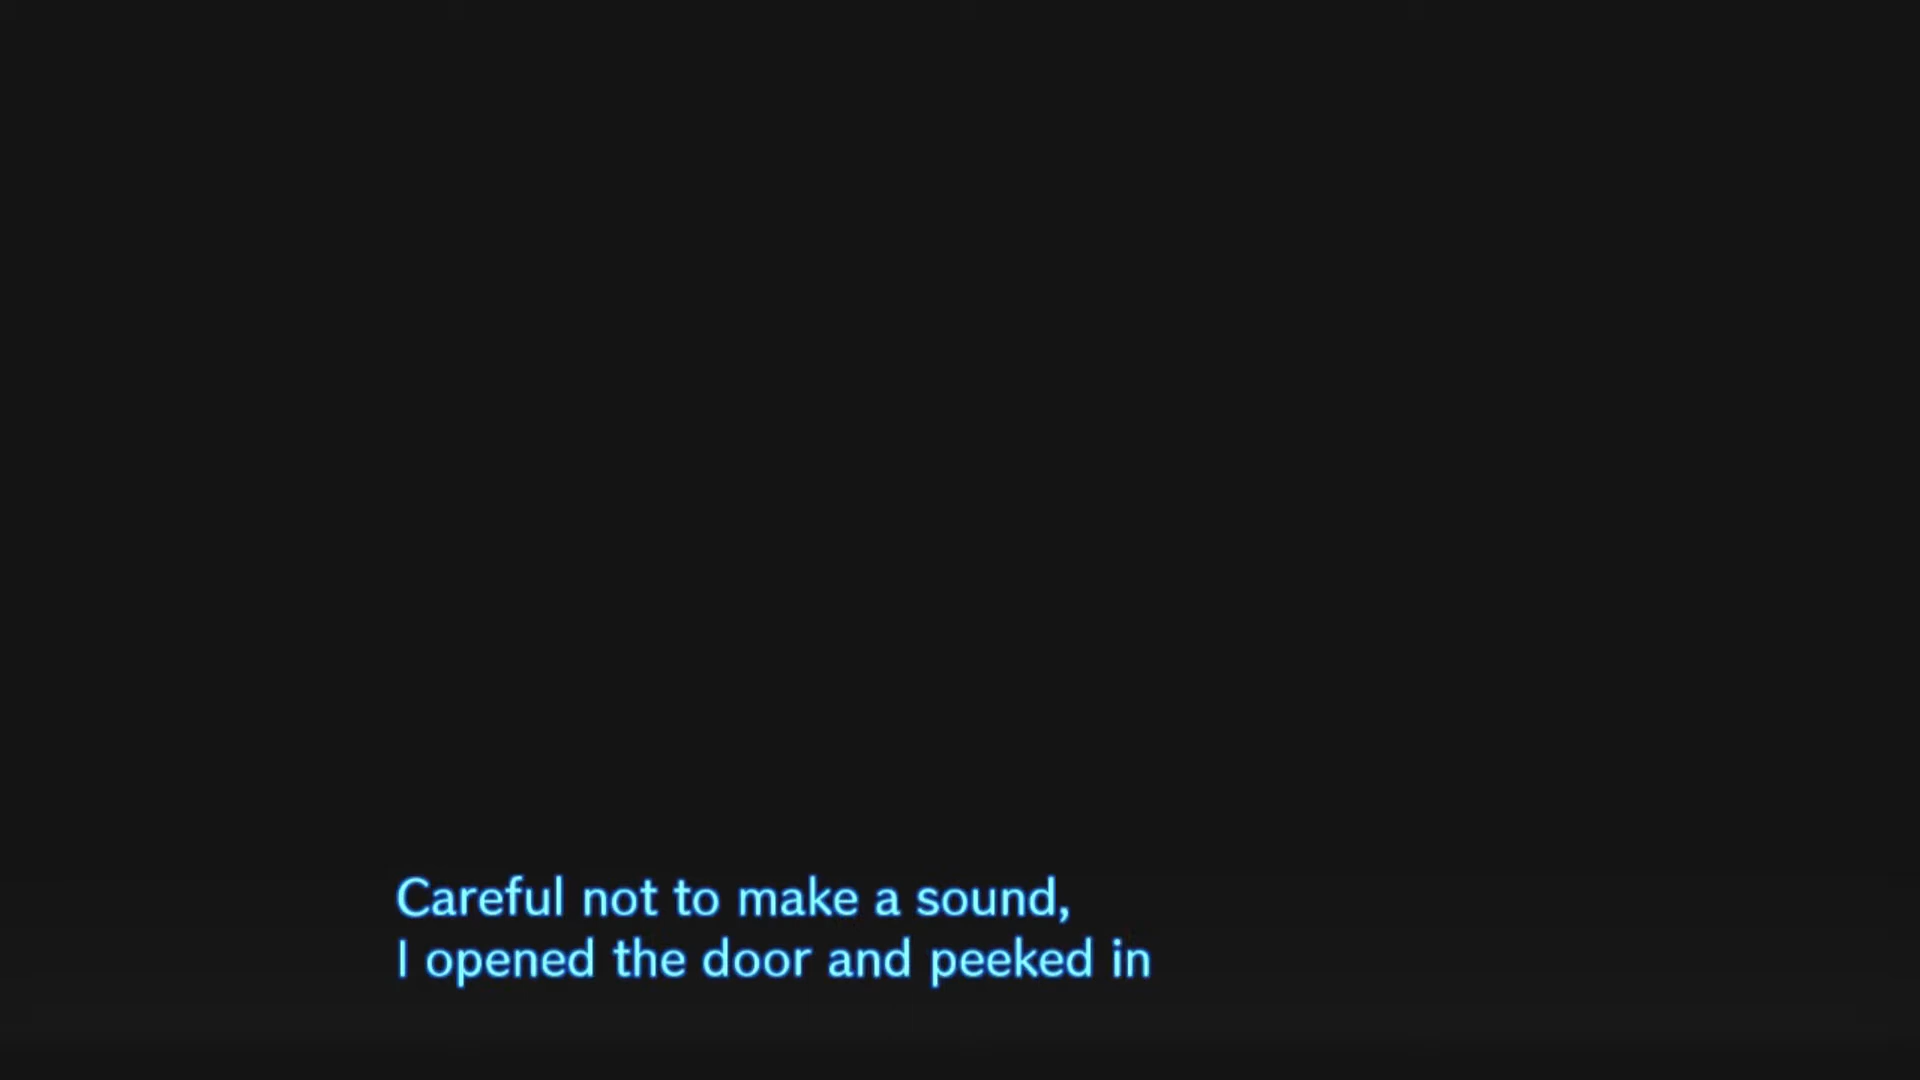 Careful not to make a sound,
I opened the door and peeked in